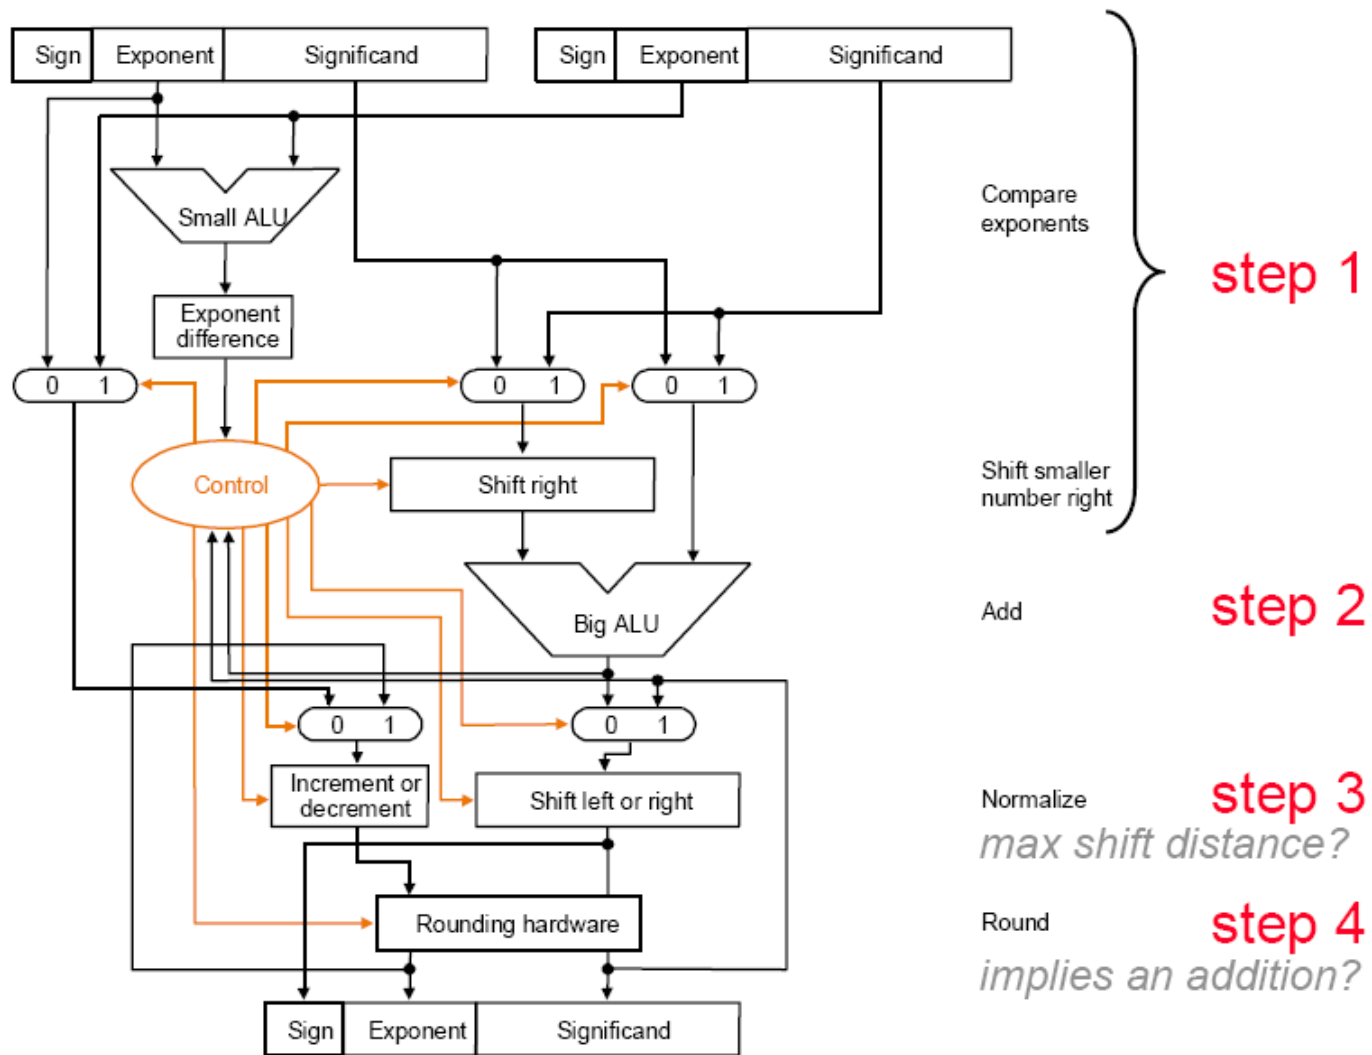 Sign Exponent Significand Sign Exponent Significand
Small ALU
Compare
exponents
step 1
Exponent
difference
0 1 0 1 0 1
Control
Shift right
Shift smaller
number right
Big ALU
Add
step 2
0 1 0 1
Increment or
decrement
Shift left or right
Normalize
step 3
max shift distance?
Rounding hardware
Round
step 4
implies an addition?
Sign Exponent Significand